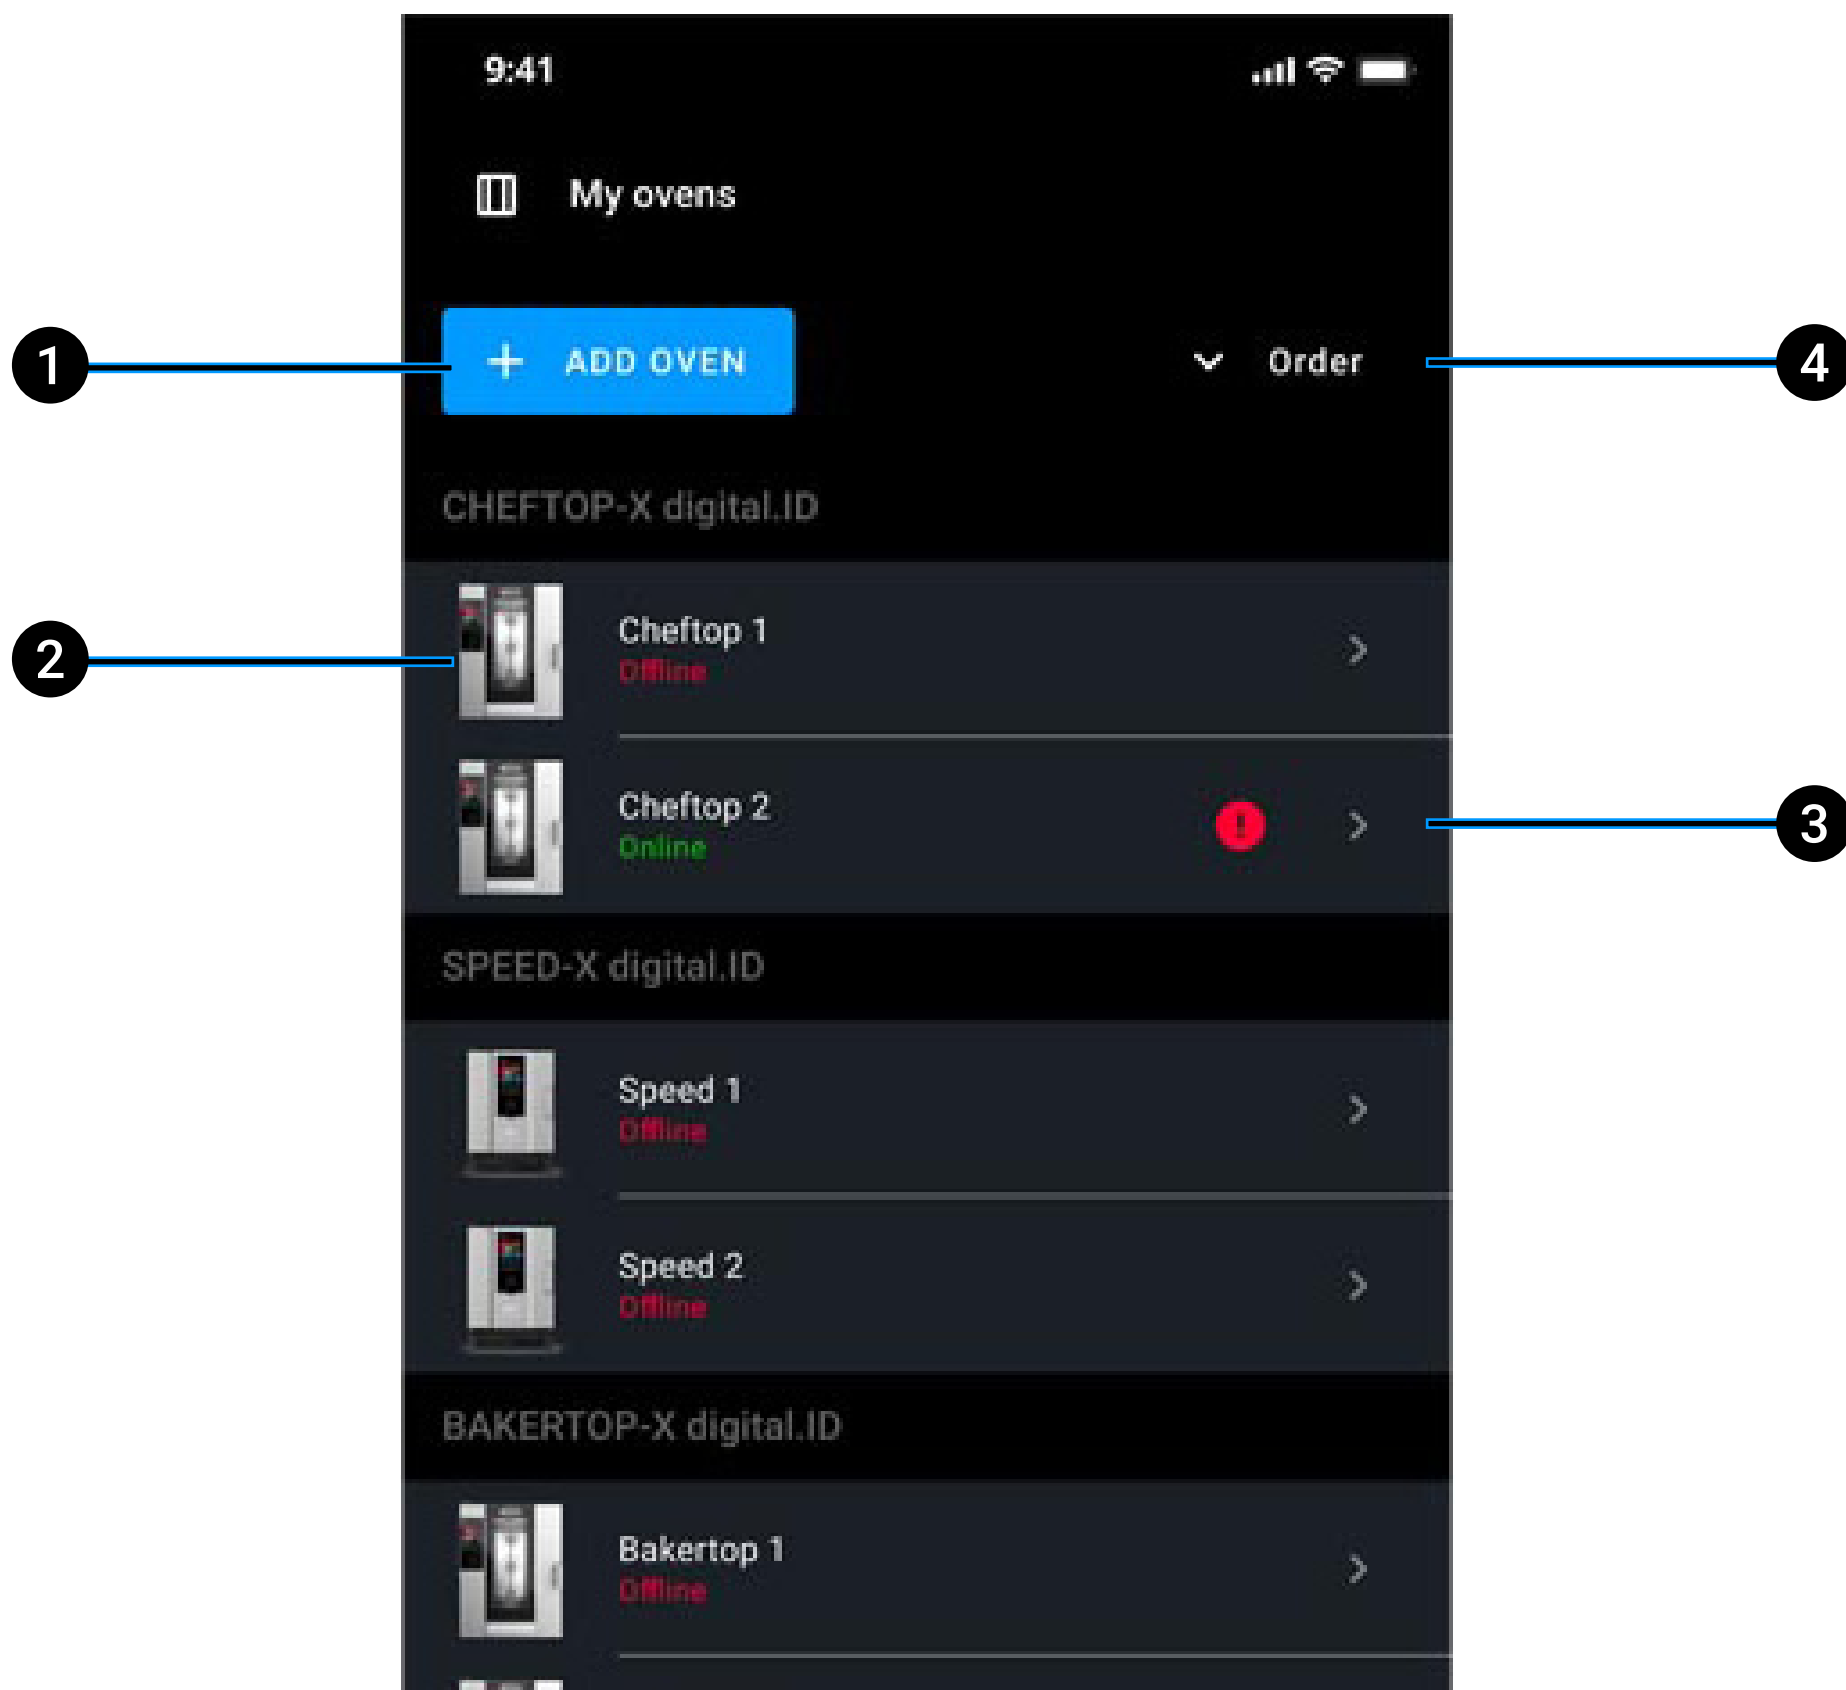 9:41
My ovens
1
+ ADD OVEN
Order
4
CHEFTOP-X digital.ID
2
Cheftop 1
Offline
Cheftop 2
Online
!
3
SPEED-X digital.ID
Speed 1
Offline
Speed 2
Offline
BAKERTOP-X digital.ID
Bakertop 1
Offline